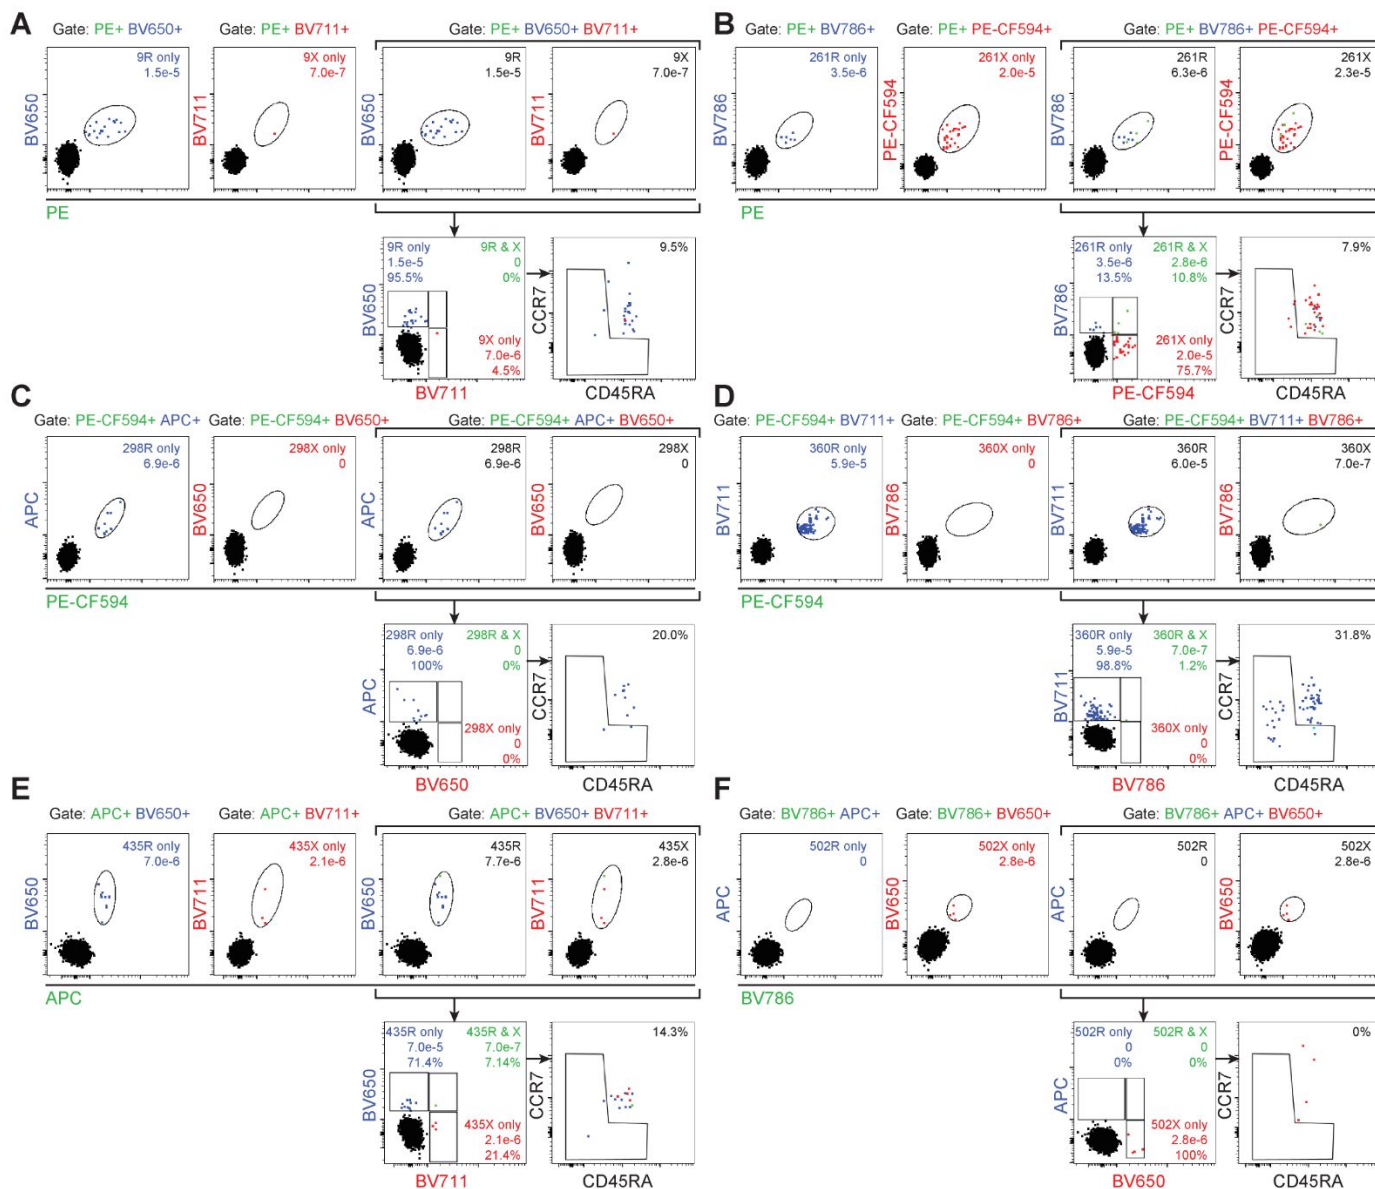 A
Gate: PE+ BV650+
Gate: PE+ BV711+
Gate: PE+ BV650+ BV711+
BV650
9R only
1.5e-5
BV711
9X only
7.0e-7
BV650
9R
1.5e-5
BV711
9X
7.0e-7
PE
BV650
9R only
1.5e-5
95.5%
9R & X
0
0%
9X only
7.0e-6
4.5%
BV711
CCR7
9.5%
CD45RA
B
Gate: PE+ BV786+
Gate: PE+ PE-CF594+
Gate: PE+ BV786+ PE-CF594+
BV786
261R only
3.5e-6
PE-CF594
261X only
2.0e-5
BV786
261R
6.3e-6
PE-CF594
261X
2.3e-5
PE
BV786
261R only
3.5e-6
13.5%
261R & X
2.8e-6
10.8%
261X only
2.0e-5
75.7%
PE-CF594
CCR7
7.9%
CD45RA
C
Gate: PE-CF594+ APC+
Gate: PE-CF594+ BV650+
Gate: PE-CF594+ APC+ BV650+
APC
298R only
6.9e-6
BV650
298X only
0
APC
298R
6.9e-6
BV650
298X
0
PE-CF594
APC
298R only
6.9e-6
100%
298R & X
0
0%
298X only
0
0%
BV650
CCR7
20.0%
CD45RA
D
Gate: PE-CF594+ BV711+
Gate: PE-CF594+ BV786+
Gate: PE-CF594+ BV711+ BV786+
BV711
360R only
5.9e-5
BV786
360X only
0
BV711
360R
6.0e-5
BV786
360X
7.0e-7
PE-CF594
BV711
360R only
5.9e-5
98.8%
360R & X
7.0e-7
1.2%
360X only
0
0%
BV786
CCR7
31.8%
CD45RA
E
Gate: APC+ BV650+
Gate: APC+ BV711+
Gate: APC+ BV650+ BV711+
BV650
435R only
7.0e-6
BV711
435X only
2.1e-6
BV650
435R
7.7e-6
BV711
435X
2.8e-6
APC
BV650
435R only
7.0e-5
71.4%
435R & X
7.0e-7
7.14%
435X only
2.1e-6
21.4%
BV711
CCR7
14.3%
CD45RA
F
Gate: BV786+ APC+
Gate: BV786+ BV650+
Gate: BV786+ APC+ BV650+
APC
502R only
0
BV650
502X only
2.8e-6
APC
502R
0
BV650
502X
2.8e-6
BV786
APC
502R only
0
0%
502R & X
0
0%
502X only
2.8e-6
100%
BV650
CCR7
0%
CD45RA